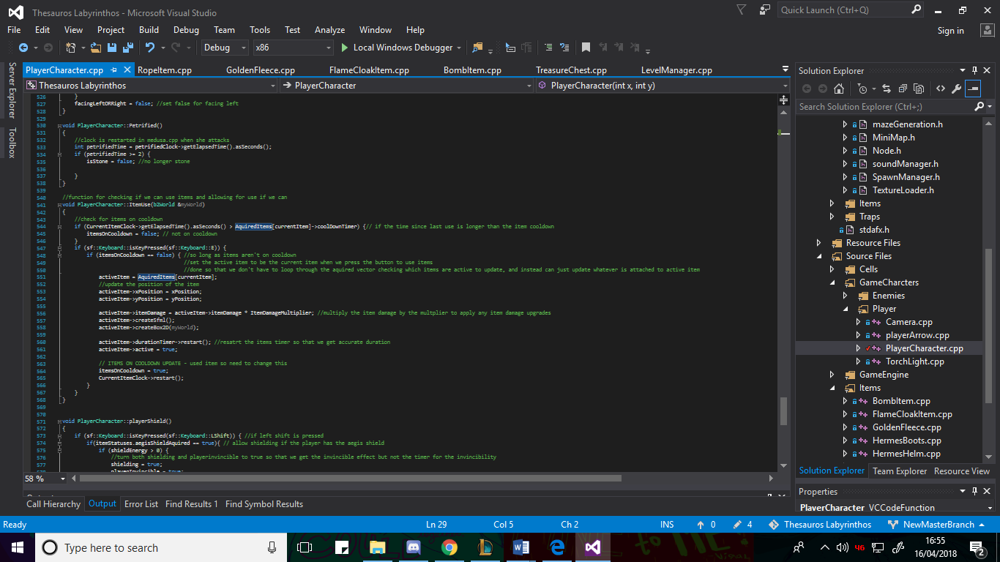 Thesauros Labyrinthos - Microsoft Visual Studio
Quick Launch (Ctrl+Q)
File Edit View Project Build Debug Team Tools Test Analyze Window Help
Sign in
Debug x86 Local Windows Debugger
Server Explorer
Toolbox
PlayerCharacter.cpp RopeItem.cpp GoldenFleece.cpp FlameCloakItem.cpp BombItem.cpp TreasureChest.cpp LevelManager.cpp
Thesauros Labyrinthos PlayerCharacter PlayerCharacter(int x, int y)
526 }
527 facingLeftORRight = false; //set false for facing left
528 }
529
530 void PlayerCharacter::Petrified()
531 {
532 //clock is restarted in medusa.cpp when she attacks
533 int petrifiedTime = petrifiedClock->getElapsedTime().asSeconds();
534 if (petrifiedTime >= 2) {
535 isStone = false; //no longer stone
536
537 }
538 }
539
540 //function for checking if we can use items and allowing for use if we can
541 void PlayerCharacter::ItemUse(b2World &myWorld)
542 {
543 //check for items on cooldown
544 if (CurrentItemClock->getElapsedTime().asSeconds() > AquiredItems[currentItem]->coolDownTimer) {// if the time since last use is longer than the item cooldown
545 itemsOnCooldown = false; // not on cooldown
546 }
547 if (sf::Keyboard::isKeyPressed(sf::Keyboard::E)) {
548 if (itemsOnCooldown == false) { //so long as items aren't on cooldown
549 //set the active item to be the current item when we press the button to use items
550 //done so that we don't have to loop through the aquired vector checking which items are active to update, and instead can just update whatever is attached to active item
551 activeItem = AquiredItems[currentItem];
552 //update the position of the item
553 activeItem->xPosition = xPosition;
554 activeItem->yPosition = yPosition;
555
556 activeItem->itemDamage = activeItem->itemDamage * ItemDamageMultiplier; //multiply the item damage by the multplier to apply any item damage upgrades
557 activeItem->createSfml();
558 activeItem->createBox2D(myWorld);
559
560 activeItem->durationTimer->restart(); //resatrt the items timer so that we get accurate duration
561 activeItem->active = true;
562
563 // ITEMS ON COOLDOWN UPDATE - used item so need to change this
564 itemsOnCooldown = true;
565 CurrentItemClock->restart();
566 }
567 }
568 }
569
570
571 void PlayerCharacter::playerShield()
572 {
573 if (sf::Keyboard::isKeyPressed(sf::Keyboard::LShift)) { //if left shift is pressed
574 if(itemStatuses.aegisShieldAquired == true){ // allow shielding if the player has the aegis shield
575 if (shieldEnergy > 0) {
576 //turn both shielding and playerinvincible to true so that we get the invincible effect but not the timer for the invincibility
577 shielding = true;
578 playerInvincible = true;
58 %
Solution Explorer
Search Solution Explorer (Ctrl+;)
mazeGeneration.h
MiniMap.h
Node.h
soundManager.h
SpawnManager.h
TextureLoader.h
Items
Traps
stdafx.h
Resource Files
Source Files
Cells
GameCharcters
Enemies
Player
Camera.cpp
playerArrow.cpp
PlayerCharacter.cpp
TorchLight.cpp
GameEngine
Items
BombItem.cpp
FlameCloakItem.cpp
GoldenFleece.cpp
HermesBoots.cpp
HermesHelm.cpp
Solution Explorer Team Explorer Resource View
Properties
PlayerCharacter VCCodeFunction
Call Hierarchy Output Error List Find Results 1 Find Symbol Results
Ready Ln 29 Col 5 Ch 2 INS 0 4 Thesauros Labyrinthos NewMasterBranch
Type here to search
16:55
16/04/2018
2